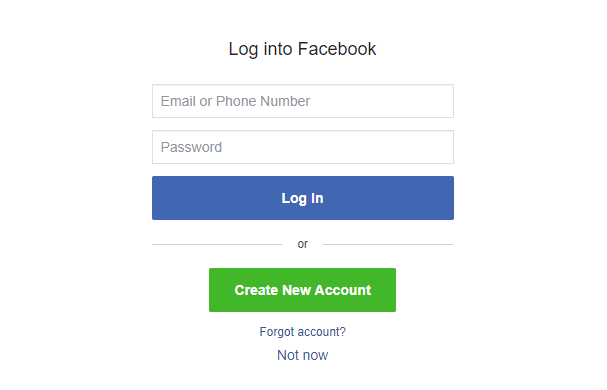 Log into Facebook
Email or Phone Number
Password
Log In
or
Create New Account
Forgot account?
Not now